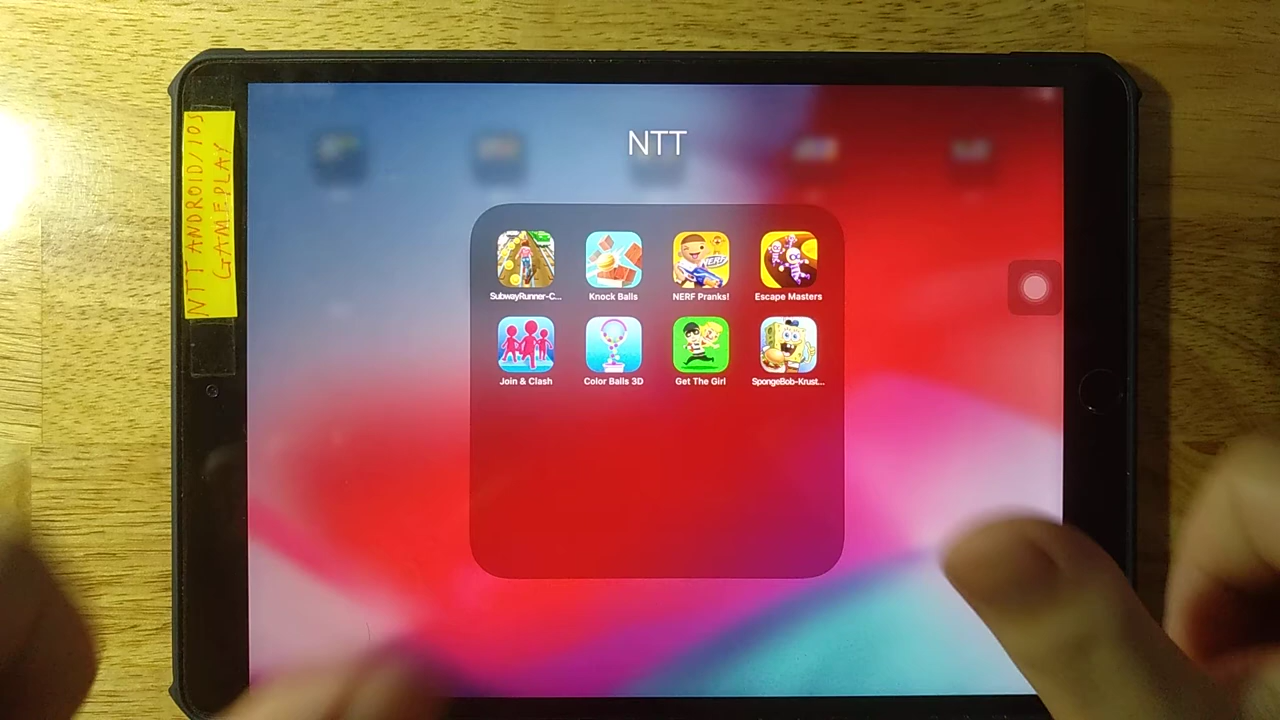 NTT ANDROID/IOS
GAMEPLAY
NTT
SubwayRunner-C...
Knock Balls
NERF Pranks!
Escape Masters
NERF
Join & Clash
Color Balls 3D
Get The Girl
SpongeBob-Krust...